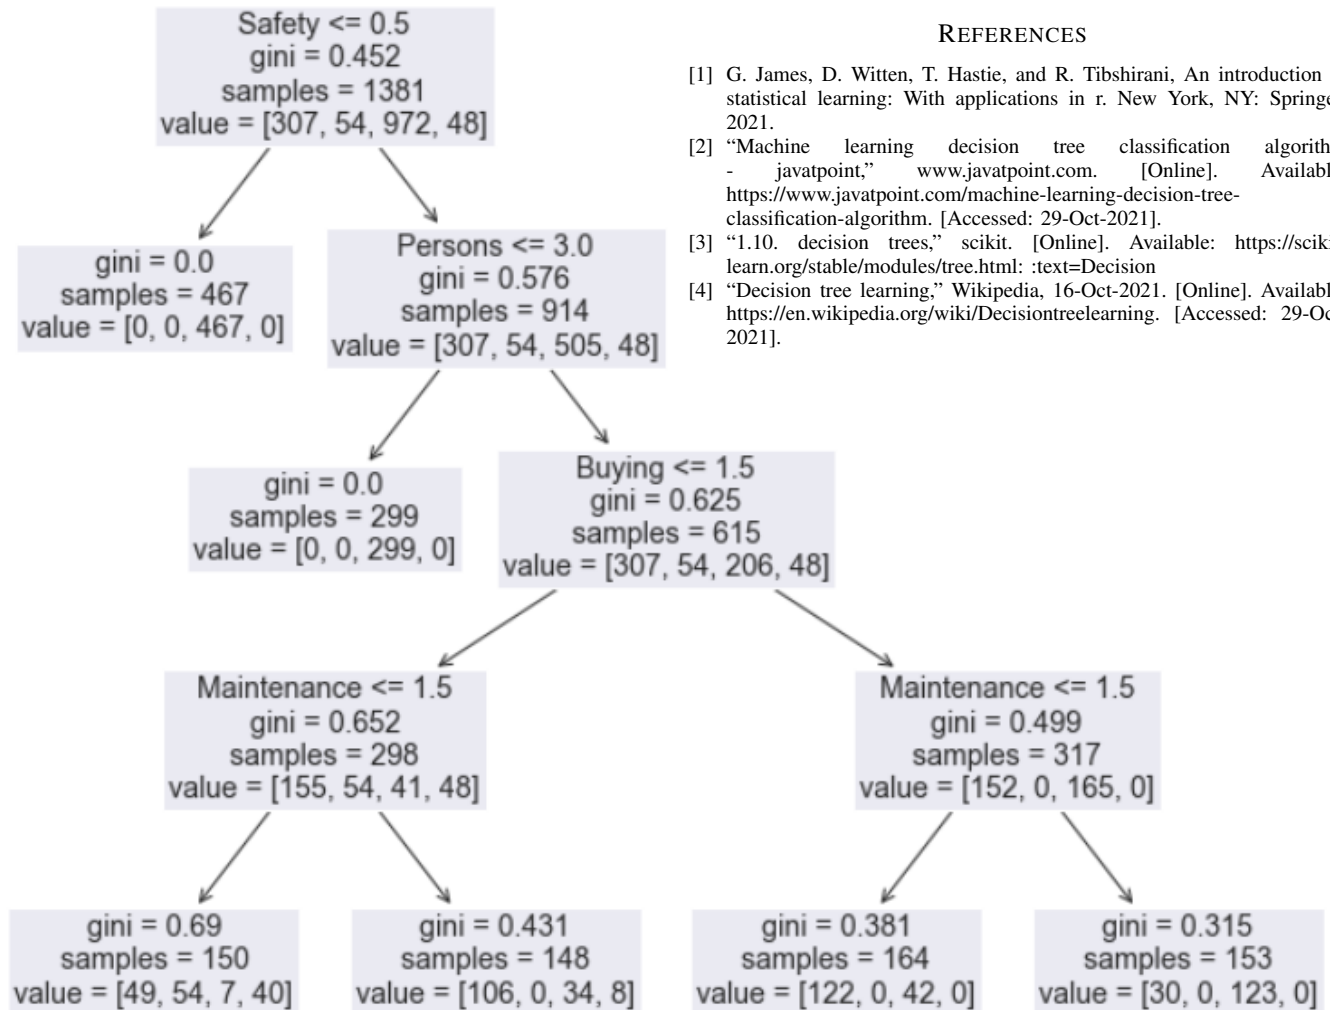 Safety <= 0.5
gini = 0.452
samples = 1381
value = [307, 54, 972, 48]
gini = 0.0
samples = 467
value = [0, 0, 467, 0]
Persons <= 3.0
gini = 0.576
samples = 914
value = [307, 54, 505, 48]
gini = 0.0
samples = 299
value = [0, 0, 299, 0]
Buying <= 1.5
gini = 0.625
samples = 615
value = [307, 54, 206, 48]
Maintenance <= 1.5
gini = 0.652
samples = 298
value = [155, 54, 41, 48]
Maintenance <= 1.5
gini = 0.499
samples = 317
value = [152, 0, 165, 0]
gini = 0.69
samples = 150
value = [49, 54, 7, 40]
gini = 0.431
samples = 148
value = [106, 0, 34, 8]
gini = 0.381
samples = 164
value = [122, 0, 42, 0]
gini = 0.315
samples = 153
value = [30, 0, 123, 0]
REFERENCES
[1] G. James, D. Witten, T. Hastie, and R. Tibshirani, An introduction
statistical learning: With applications in r. New York, NY: Springe
2021.
[2] “Machine learning decision tree classification algorith
- javatpoint,” www.javatpoint.com. [Online]. Availabl
https://www.javatpoint.com/machine-learning-decision-tree-
classification-algorithm. [Accessed: 29-Oct-2021].
[3] “1.10. decision trees,” scikit. [Online]. Available: https://scik
learn.org/stable/modules/tree.html: :text=Decision
[4] “Decision tree learning,” Wikipedia, 16-Oct-2021. [Online]. Availabl
https://en.wikipedia.org/wiki/Decisiontreelearning. [Accessed: 29-Oc
2021].